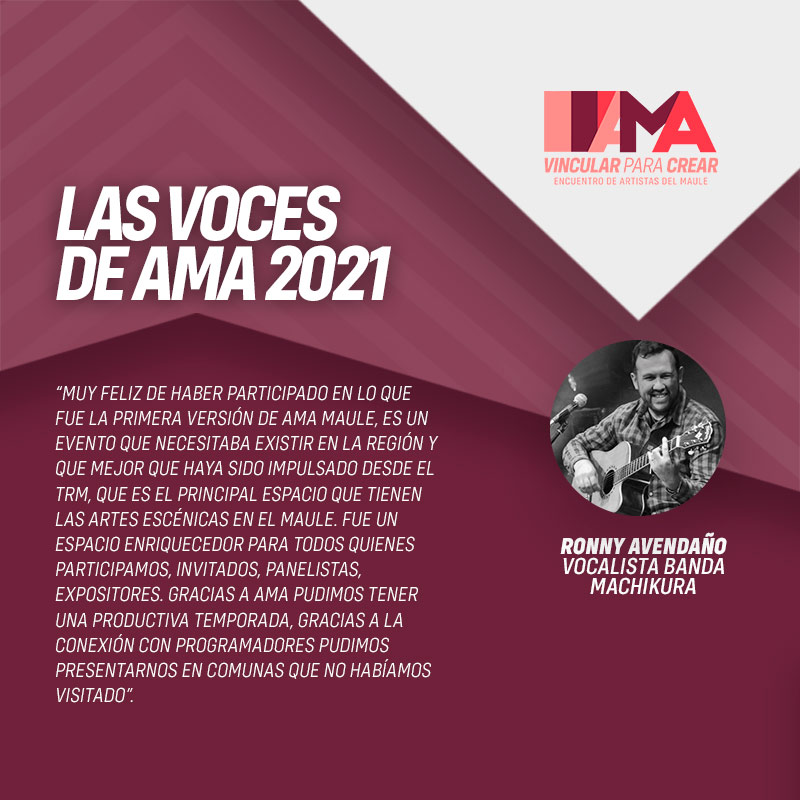 AMA
VINCULAR PARA CREAR
ENCUENTRO DE ARTISTAS DEL MAULE
LAS VOCES
DE AMA 2021
“MUY FELIZ DE HABER PARTICIPADO EN LO QUE
FUE LA PRIMERA VERSIÓN DE AMA MAULE, ES UN
EVENTO QUE NECESITABA EXISTIR EN LA REGIÓN Y
QUE MEJOR QUE HAYA SIDO IMPULSADO DESDE EL
TRM, QUE ES EL PRINCIPAL ESPACIO QUE TIENEN
LAS ARTES ESCÉNICAS EN EL MAULE. FUE UN
ESPACIO ENRIQUECEDOR PARA TODOS QUIENES
PARTICIPAMOS, INVITADOS, PANELISTAS,
EXPOSITORES. GRACIAS A AMA PUDIMOS TENER
UNA PRODUCTIVA TEMPORADA, GRACIAS A LA
CONEXIÓN CON PROGRAMADORES PUDIMOS
PRESENTARNOS EN COMUNAS QUE NO HABÍAMOS
VISITADO”.
RONNY AVENDAÑO
VOCALISTA BANDA
MACHIKURA